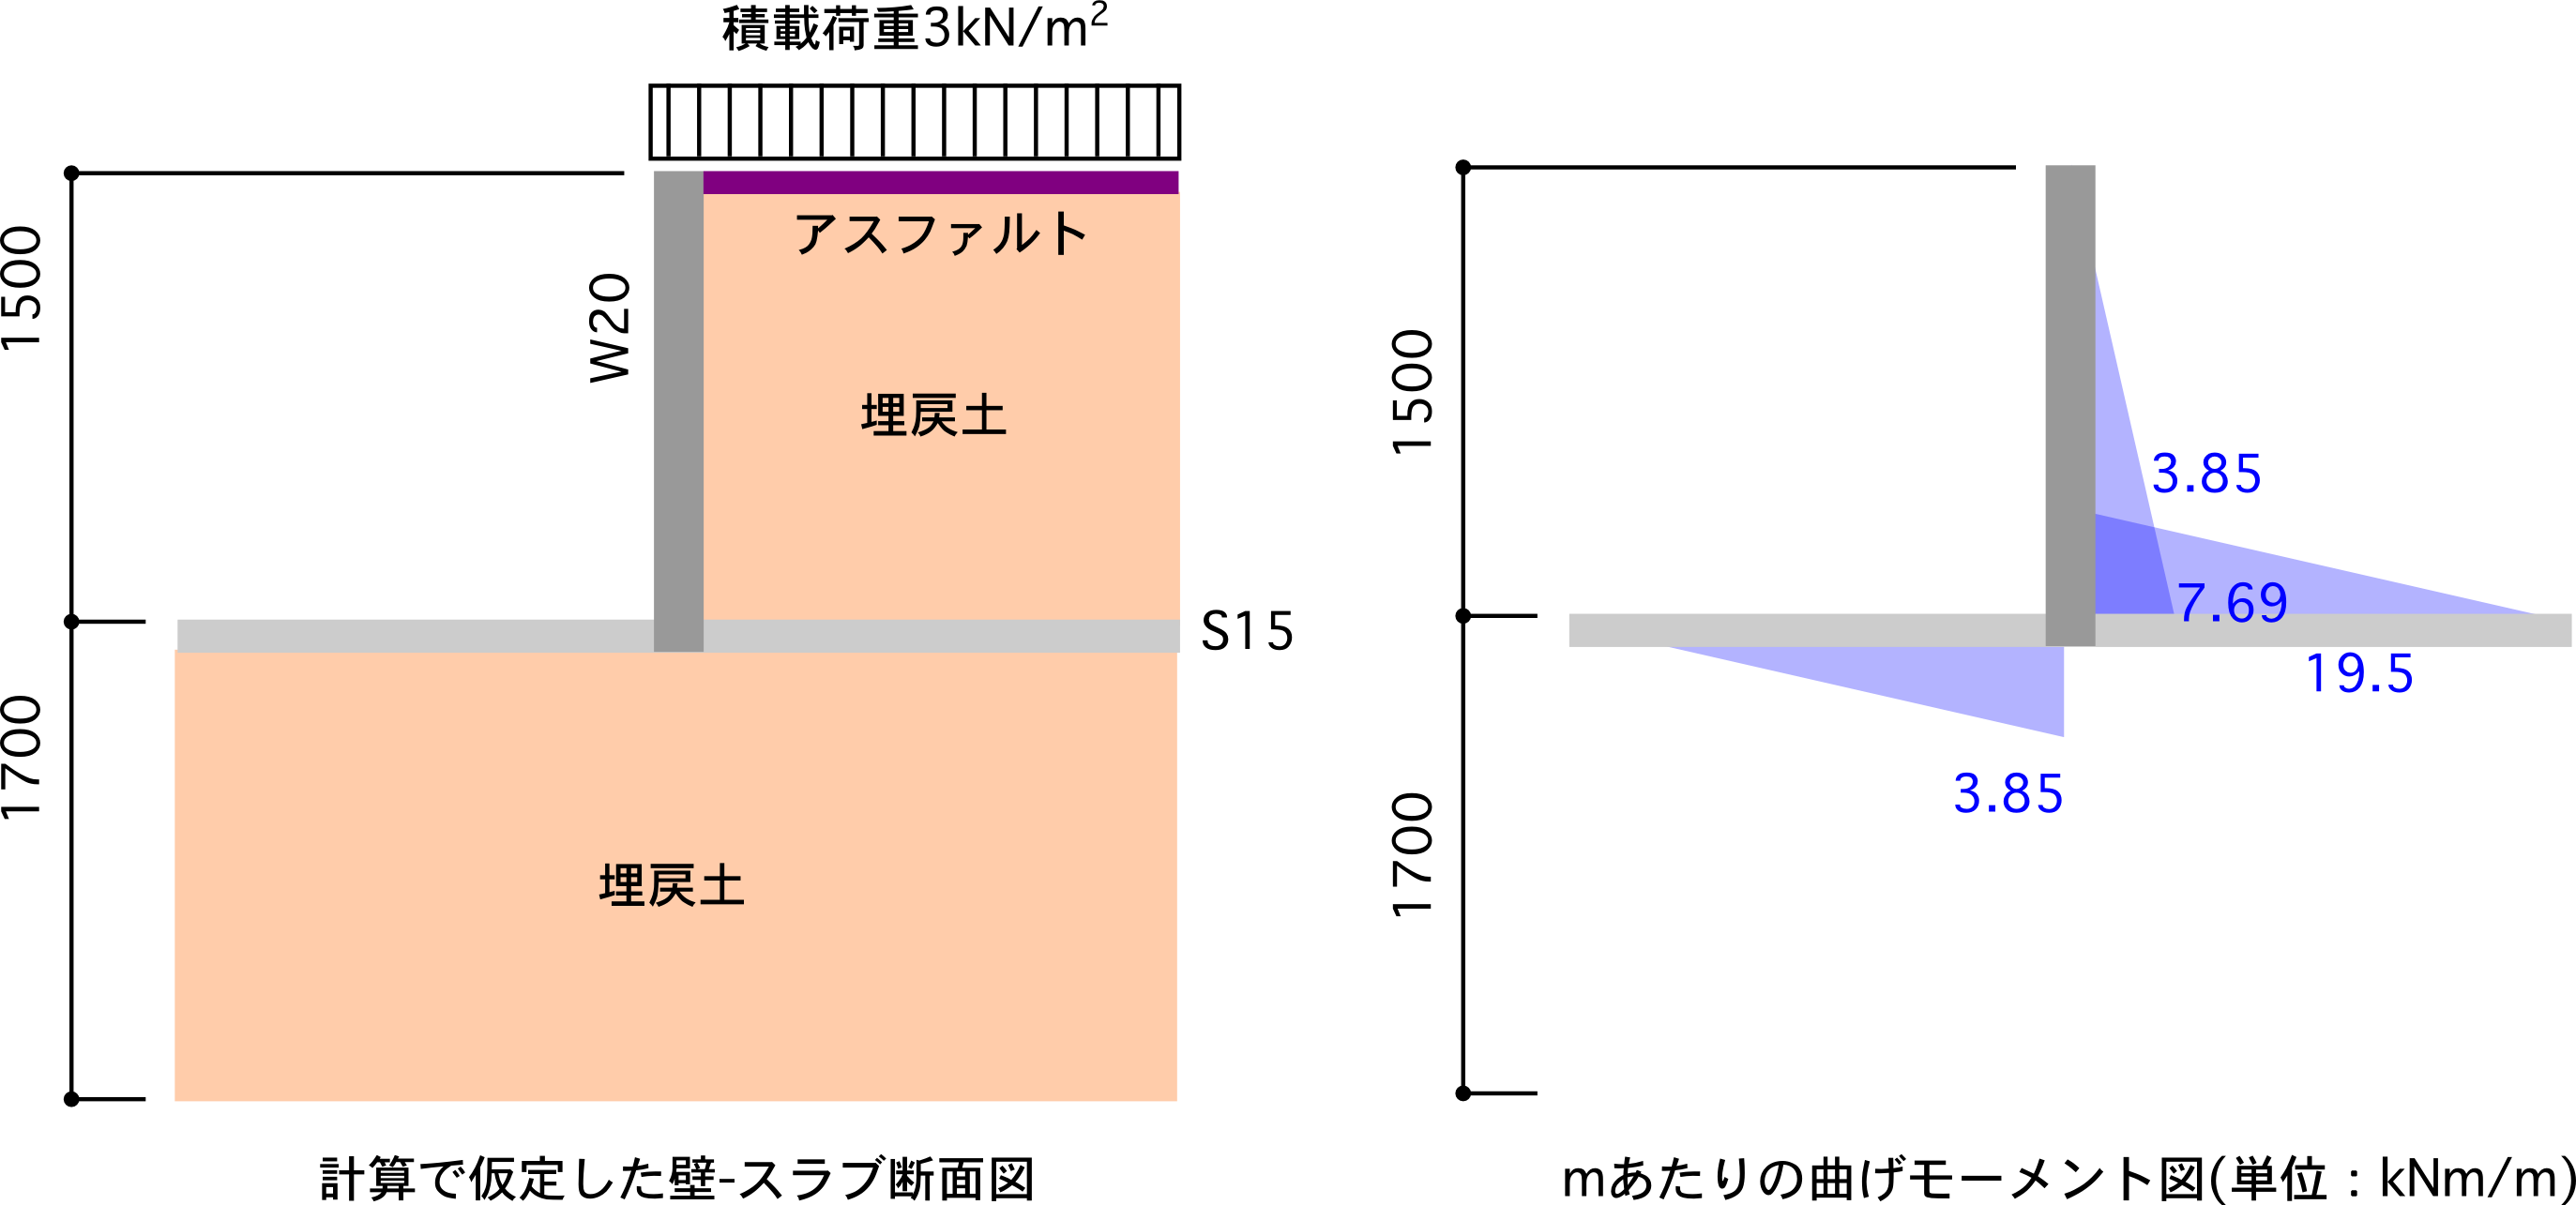 積載荷重3kN/m²
1500
W20
アスファルト
埋戻土
S15
1700
埋戻土
計算で仮定した壁-スラブ断面図
1500
3.85
7.69
19.5
3.85
1700
mあたりの曲げモーメント図(単位：kNm/m)